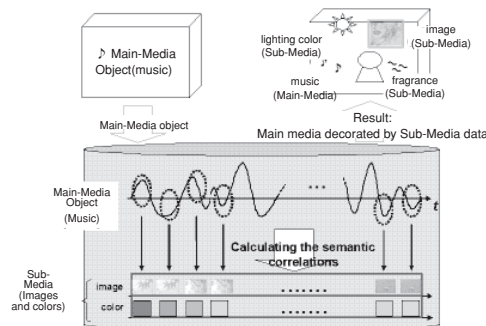 ♪ Main-Media
Object(music)
lighting color
(Sub-Media)
image
(Sub-Media)
music
(Main-Media)
fragrance
(Sub-Media)
Main-Media object
Result:
Main media decorated by Sub-Media data
Main-Media
Object
(Music)
...
t
Calculating the semantic
correlations
Sub-
Media
(Images
and colors)
image
.......
color
.......